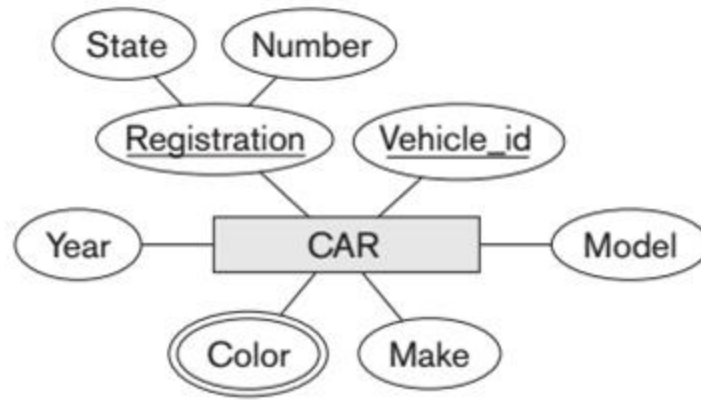 State
Number
Registration
Vehicle_id
Year
CAR
Model
Color
Make